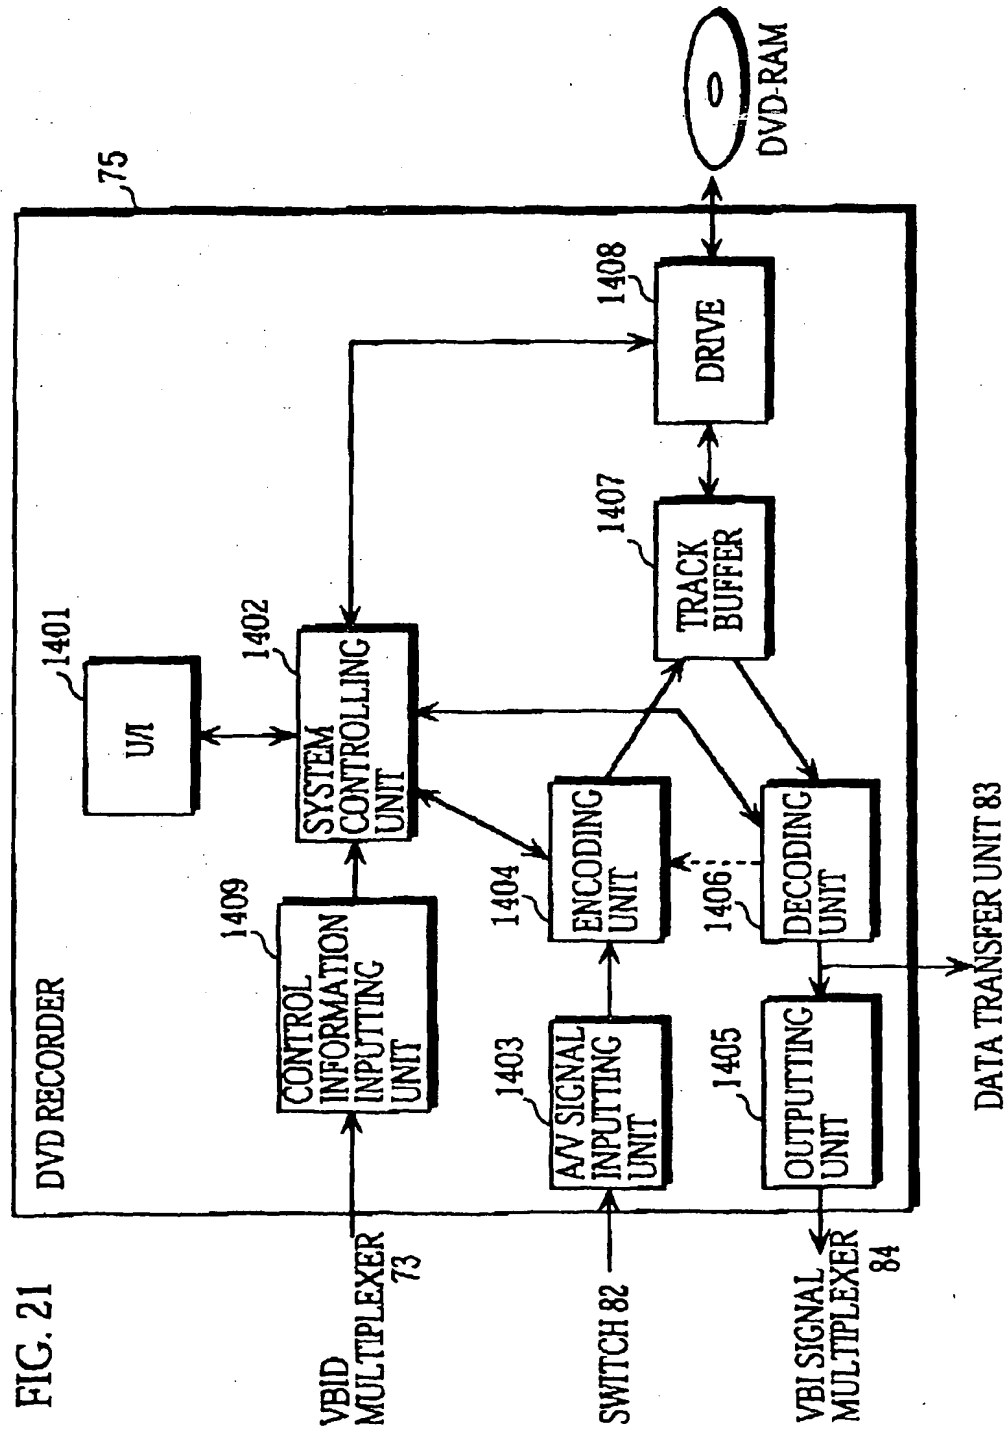 FIG. 21
DVD RECORDER
75
U/I
1401
VBID
MULTIPLEXER
73
CONTROL
INFORMATION
INPUTTING
UNIT
1409
SYSTEM
CONTROLLING
UNIT
1402
SWITCH 82
A/V SIGNAL
INPUTTING
UNIT
1403
ENCODING
UNIT
1404
TRACK
BUFFER
1407
DRIVE
1408
DVD-RAM
VBI SIGNAL
MULTIPLEXER
84
OUTPUTTING
UNIT
1405
DECODING
UNIT
1406
DATA TRANSFER UNIT 83